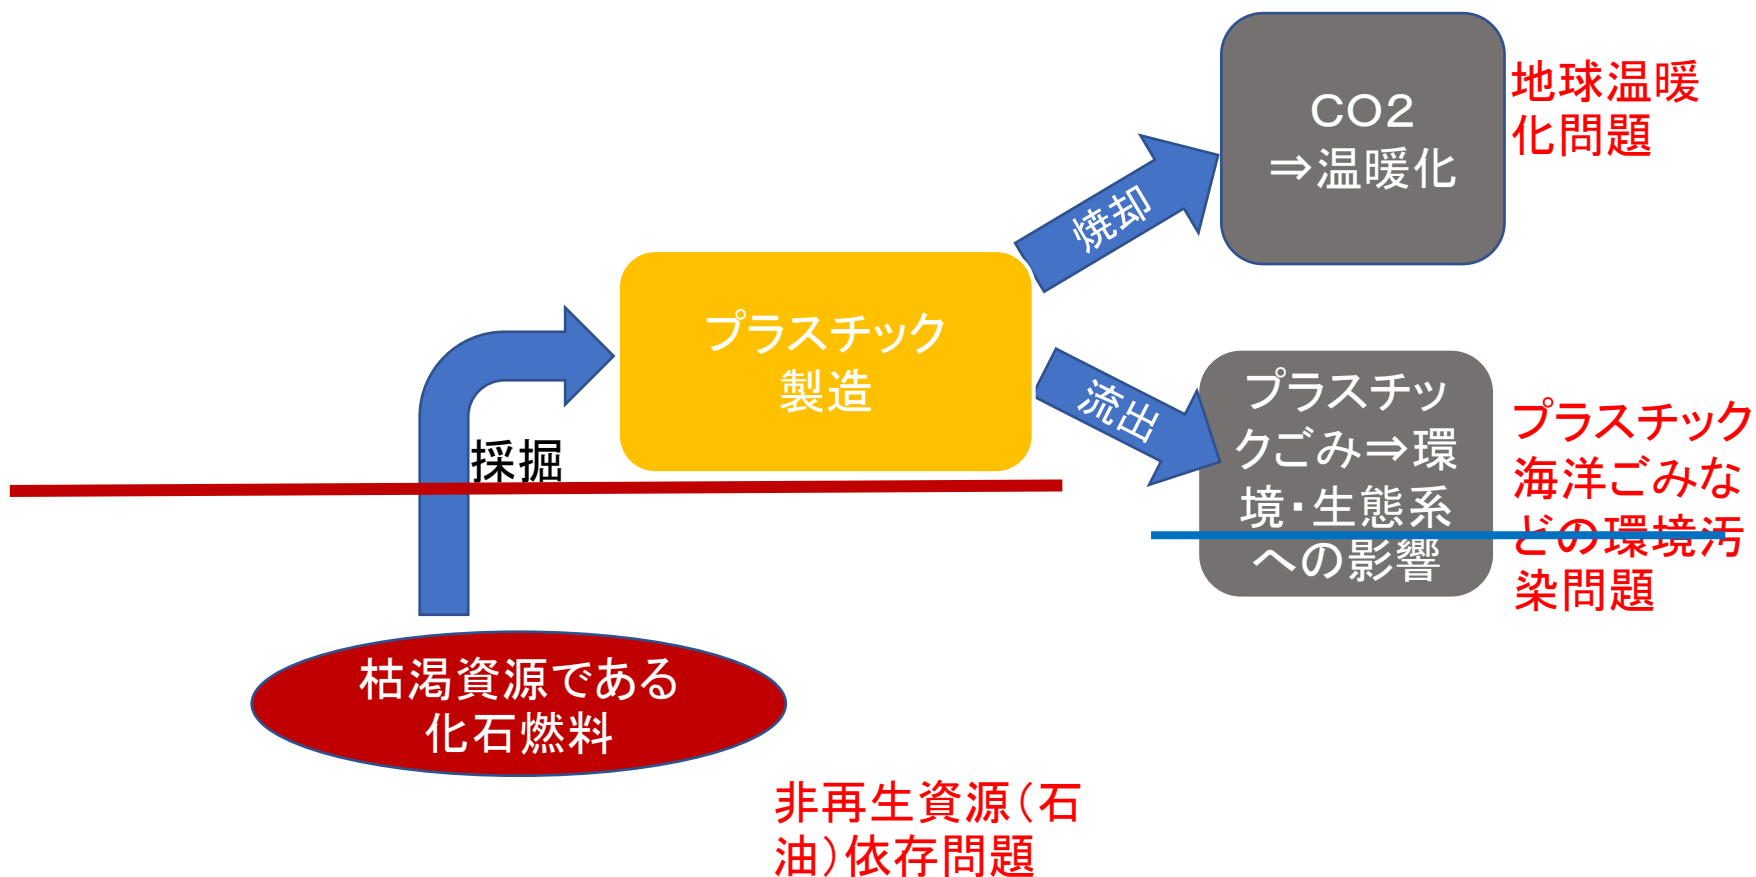 CO2
⇒温暖化
地球温暖
化問題
焼却
プラスチック
製造
流出
プラスチッ
クごみ⇒環
境・生態系
への影響
プラスチック
海洋ごみな
どの環境汚
染問題
採掘
枯渇資源である
化石燃料
非再生資源(石
油)依存問題